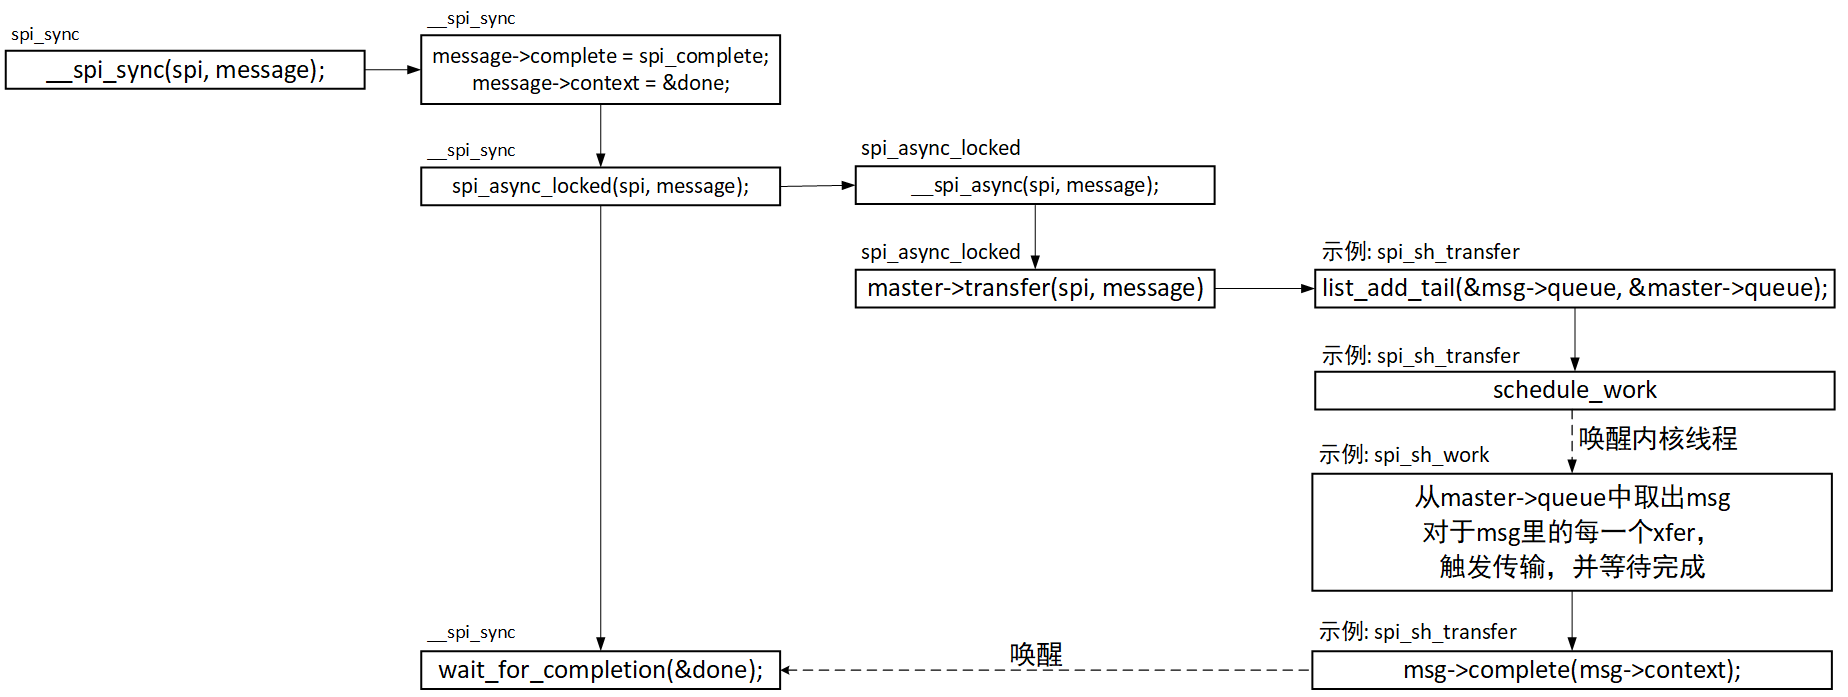 spi_sync
__spi_sync(spi, message);
__spi_sync
message->complete = spi_complete;
message->context = &done;
__spi_sync
spi_async_locked(spi, message);
spi_async_locked
__spi_async(spi, message);
spi_async_locked
master->transfer(spi, message)
示例: spi_sh_transfer
list_add_tail(&msg->queue, &master->queue);
示例: spi_sh_transfer
schedule_work
唤醒内核线程
示例: spi_sh_work
从master->queue中取出msg
对于msg里的每一个xfer，
触发传输，并等待完成
示例: spi_sh_transfer
msg->complete(msg->context);
唤醒
__spi_sync
wait_for_completion(&done);